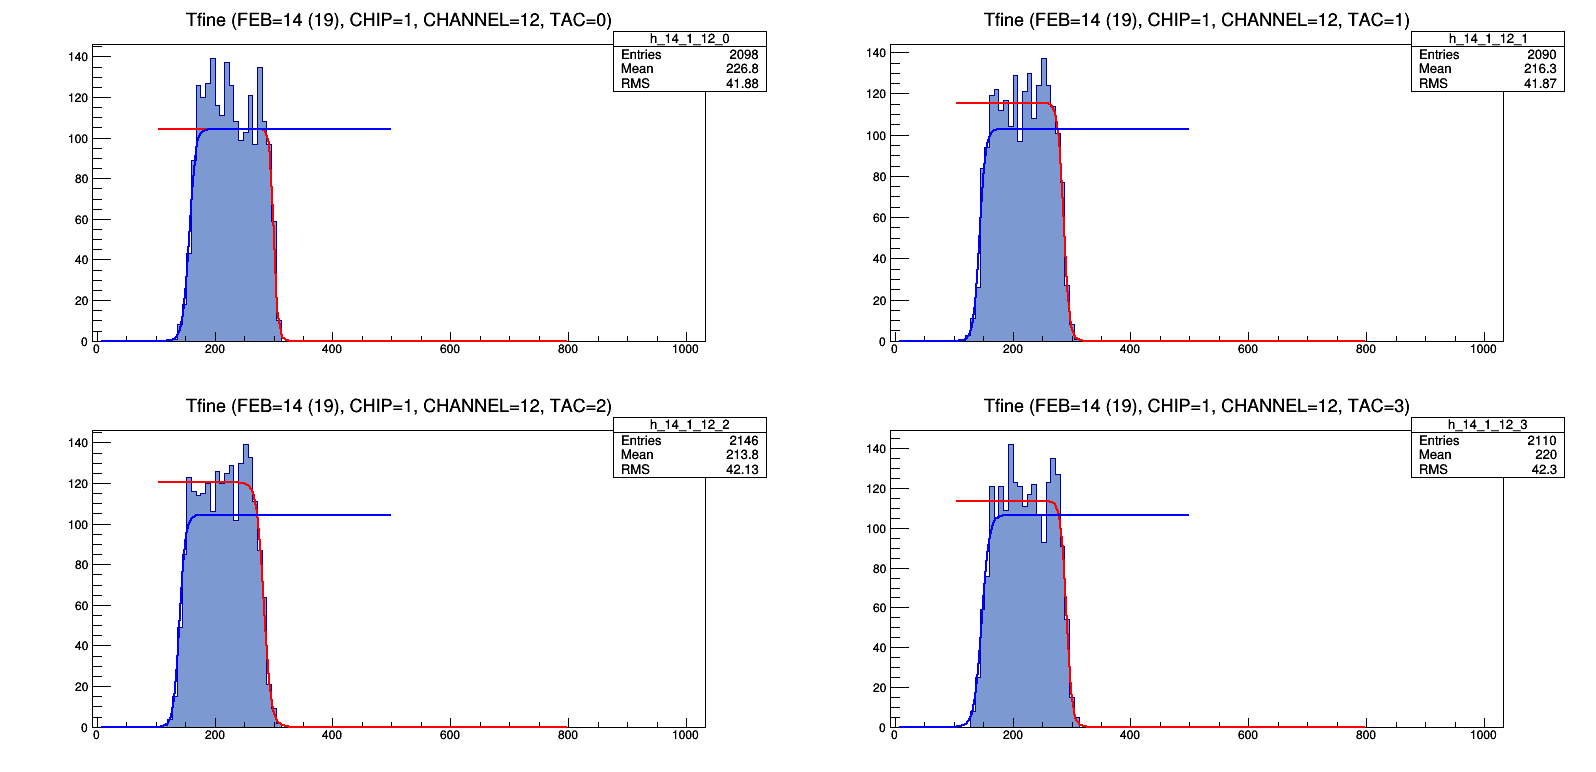 Tfine (FEB=14 (19), CHIP=1, CHANNEL=12, TAC=0)
h_14_1_12_0
Entries 2098
Mean 226.8
RMS 41.88
140
120
100
80
60
40
20
0
0 200 400 600 800 1000
Tfine (FEB=14 (19), CHIP=1, CHANNEL=12, TAC=1)
h_14_1_12_1
Entries 2090
Mean 216.3
RMS 41.87
140
120
100
80
60
40
20
0
0 200 400 600 800 1000
Tfine (FEB=14 (19), CHIP=1, CHANNEL=12, TAC=2)
h_14_1_12_2
Entries 2146
Mean 213.8
RMS 42.13
140
120
100
80
60
40
20
0
0 200 400 600 800 1000
Tfine (FEB=14 (19), CHIP=1, CHANNEL=12, TAC=3)
h_14_1_12_3
Entries 2110
Mean 220
RMS 42.3
140
120
100
80
60
40
20
0
0 200 400 600 800 1000